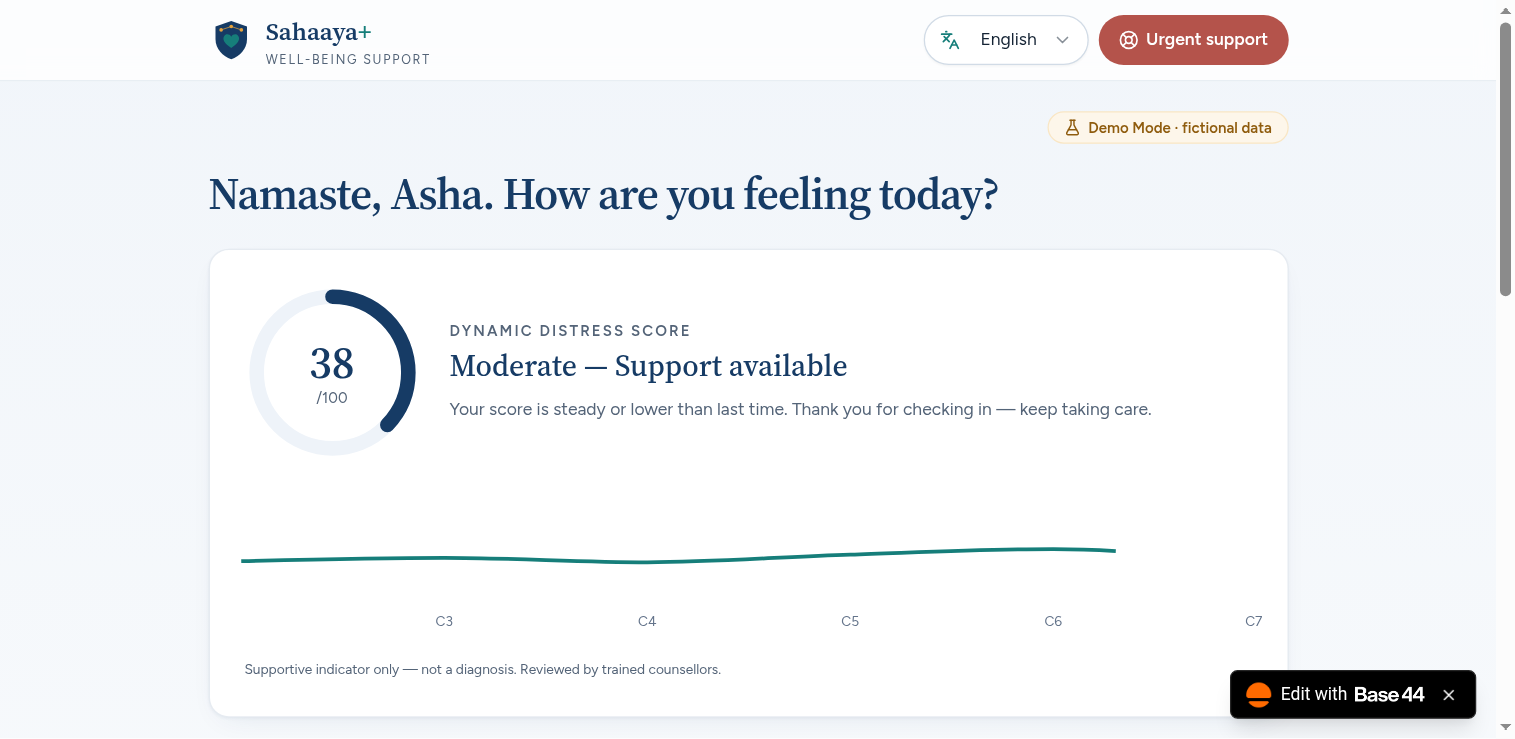 Sahaaya+
WELL-BEING SUPPORT
English
Urgent support
Demo Mode · fictional data
Namaste, Asha. How are you feeling today?
38
/100
DYNAMIC DISTRESS SCORE
Moderate — Support available
Your score is steady or lower than last time. Thank you for checking in — keep taking care.
C3 C4 C5 C6 C7
Supportive indicator only — not a diagnosis. Reviewed by trained counsellors.
Edit with Base44